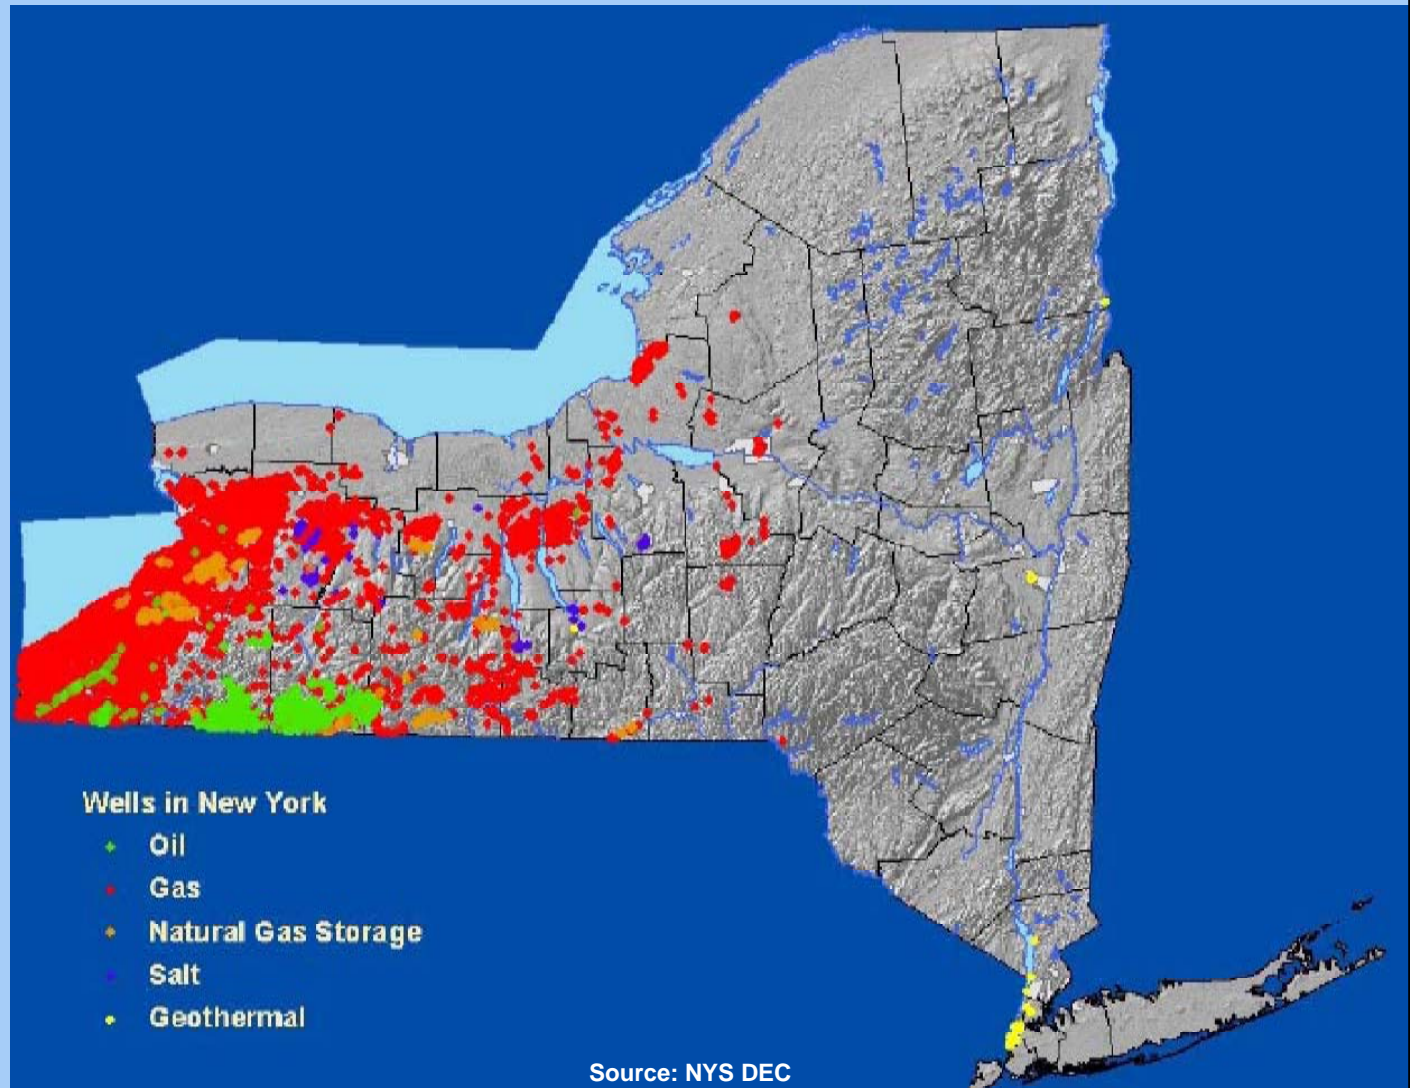 Wells in New York
Oil
Gas
Natural Gas Storage
Salt
Geothermal
Source: NYS DEC